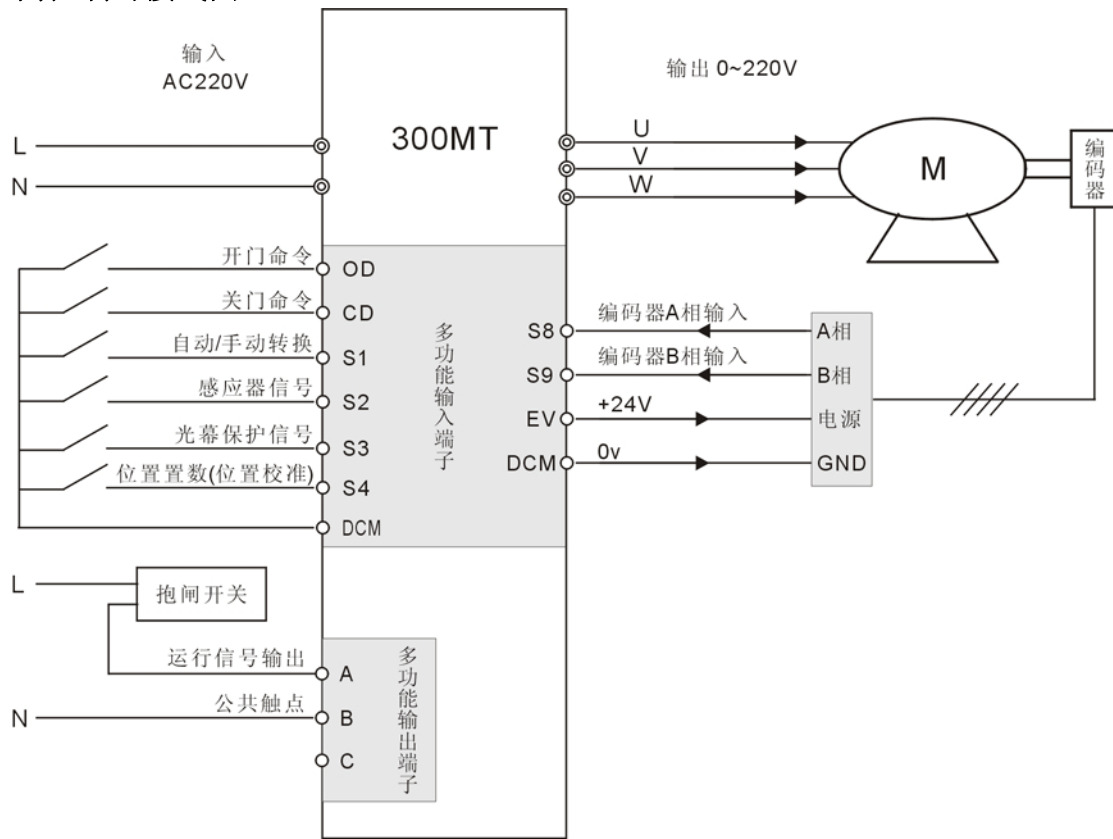 输入
AC220V
输出 0~220V
300MT
L
N
U
V
W
M
编码器
开门命令
OD
关门命令
CD
自动/手动转换
S1
感应器信号
S2
光幕保护信号
S3
位置置数(位置校准)
S4
DCM
多功能输入端子
S8
编码器A相输入
A相
S9
编码器B相输入
B相
EV
+24V
电源
DCM
0v
GND
L
抱闸开关
运行信号输出
A
N
公共触点
B
C
多功能输出端子